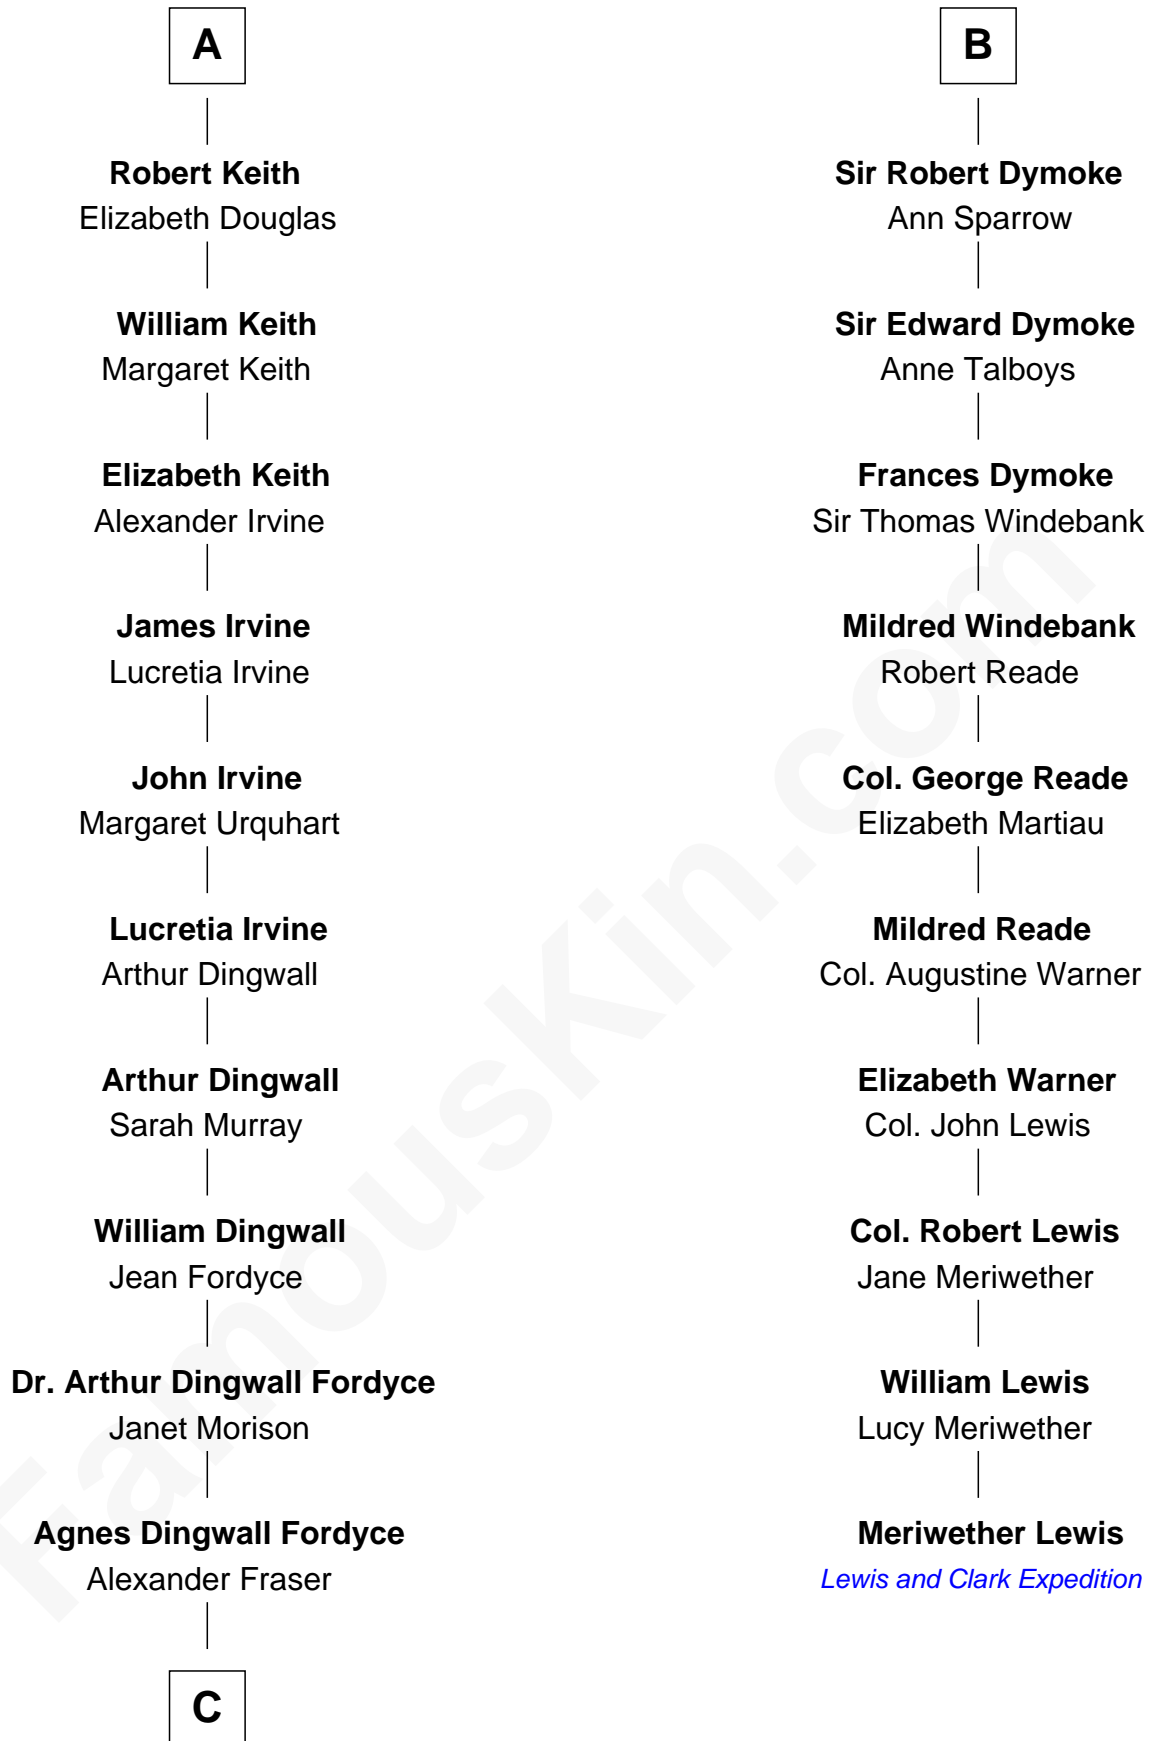 A
Robert Keith
Elizabeth Douglas
William Keith
Margaret Keith
Elizabeth Keith
Alexander Irvine
James Irvine
Lucretia Irvine
John Irvine
Margaret Urquhart
Lucretia Irvine
Arthur Dingwall
Arthur Dingwall
Sarah Murray
William Dingwall
Jean Fordyce
Dr. Arthur Dingwall Fordyce
Janet Morison
Agnes Dingwall Fordyce
Alexander Fraser
C
B
Sir Robert Dymoke
Ann Sparrow
Sir Edward Dymoke
Anne Talboys
Frances Dymoke
Sir Thomas Windebank
Mildred Windebank
Robert Reade
Col. George Reade
Elizabeth Martiau
Mildred Reade
Col. Augustine Warner
Elizabeth Warner
Col. John Lewis
Col. Robert Lewis
Jane Meriwether
William Lewis
Lucy Meriwether
Meriwether Lewis
Lewis and Clark Expedition
FamousKin.com